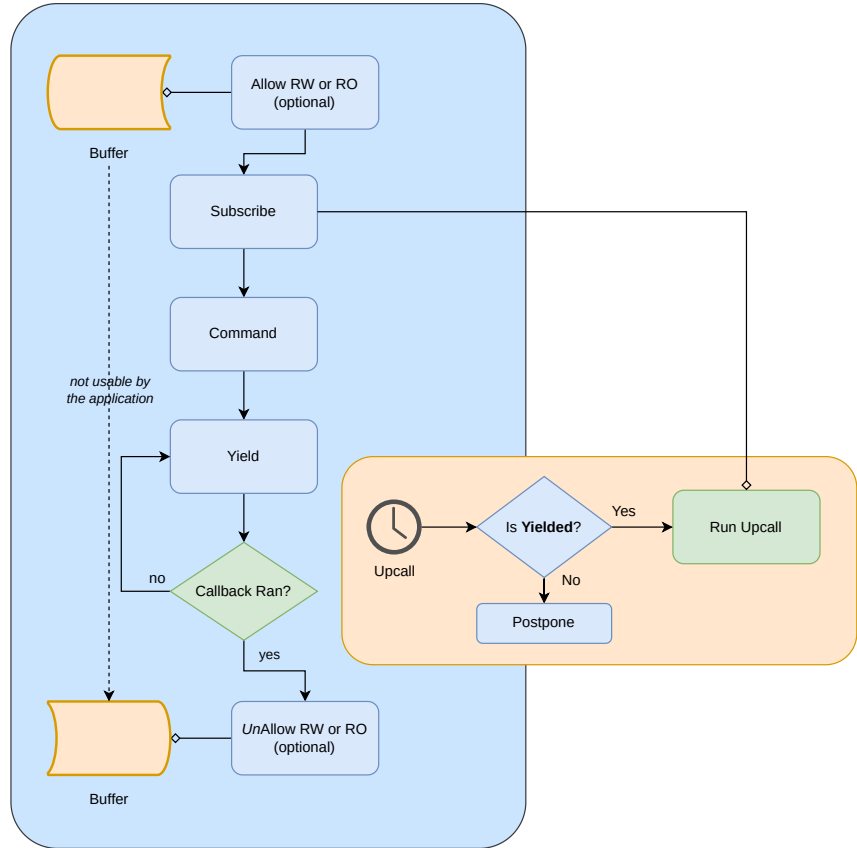 Allow RW or RO
(optional)
Buffer
Subscribe
Command
not usable by
the application
Yield
Callback Ran?
no
yes
UnAllow RW or RO
(optional)
Buffer
Upcall
Is Yielded?
Yes
No
Run Upcall
Postpone